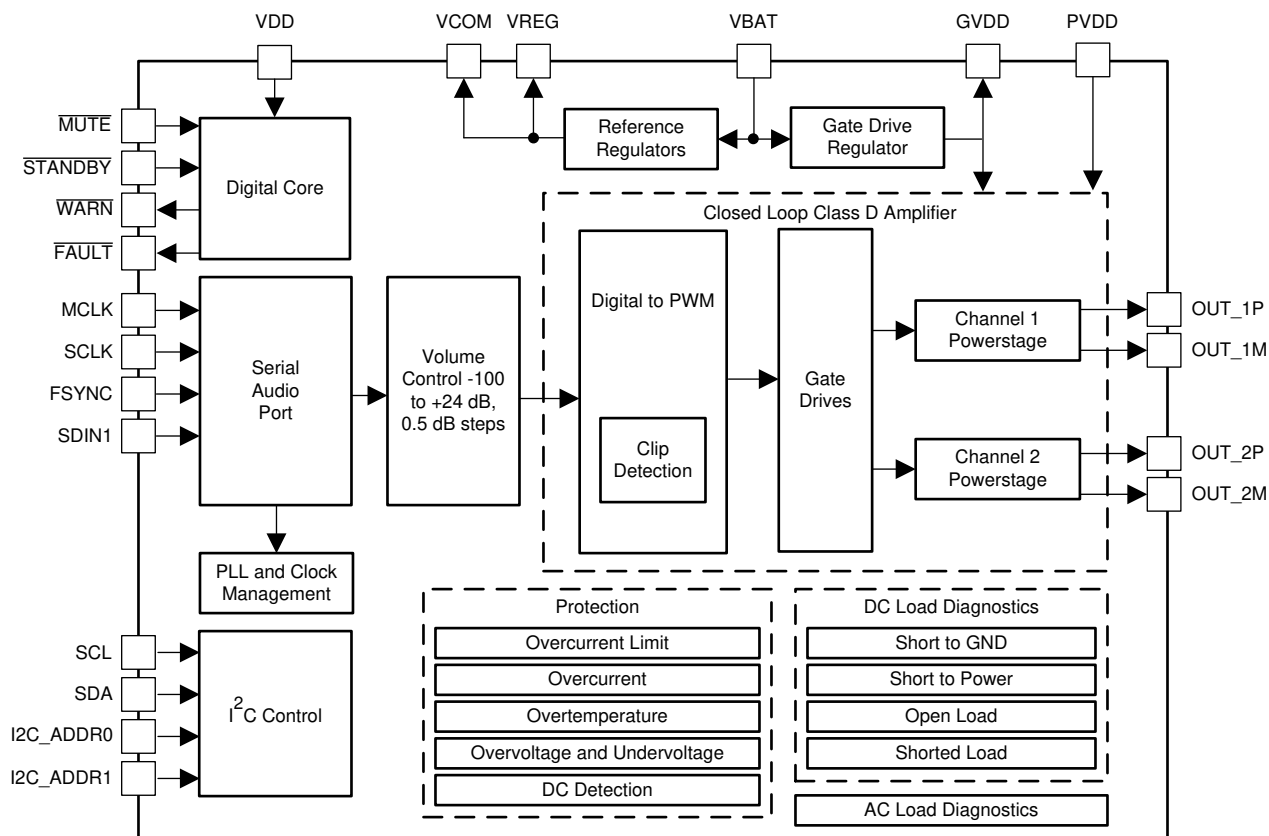 VDD
VCOM
VREG
VBAT
GVDD
PVDD
MUTE
STANDBY
WARN
FAULT
Digital Core
Reference
Regulators
Gate Drive
Regulator
MCLK
SCLK
FSYNC
SDIN1
Serial
Audio
Port
Volume
Control -100
to +24 dB,
0.5 dB steps
Closed Loop Class D Amplifier
Digital to PWM
Clip
Detection
Gate
Drives
Channel 1
Powerstage
Channel 2
Powerstage
OUT_1P
OUT_1M
OUT_2P
OUT_2M
PLL and Clock
Management
SCL
SDA
I2C_ADDR0
I2C_ADDR1
I²C Control
Protection
Overcurrent Limit
Overcurrent
Overtemperature
Overvoltage and Undervoltage
DC Detection
DC Load Diagnostics
Short to GND
Short to Power
Open Load
Shorted Load
AC Load Diagnostics